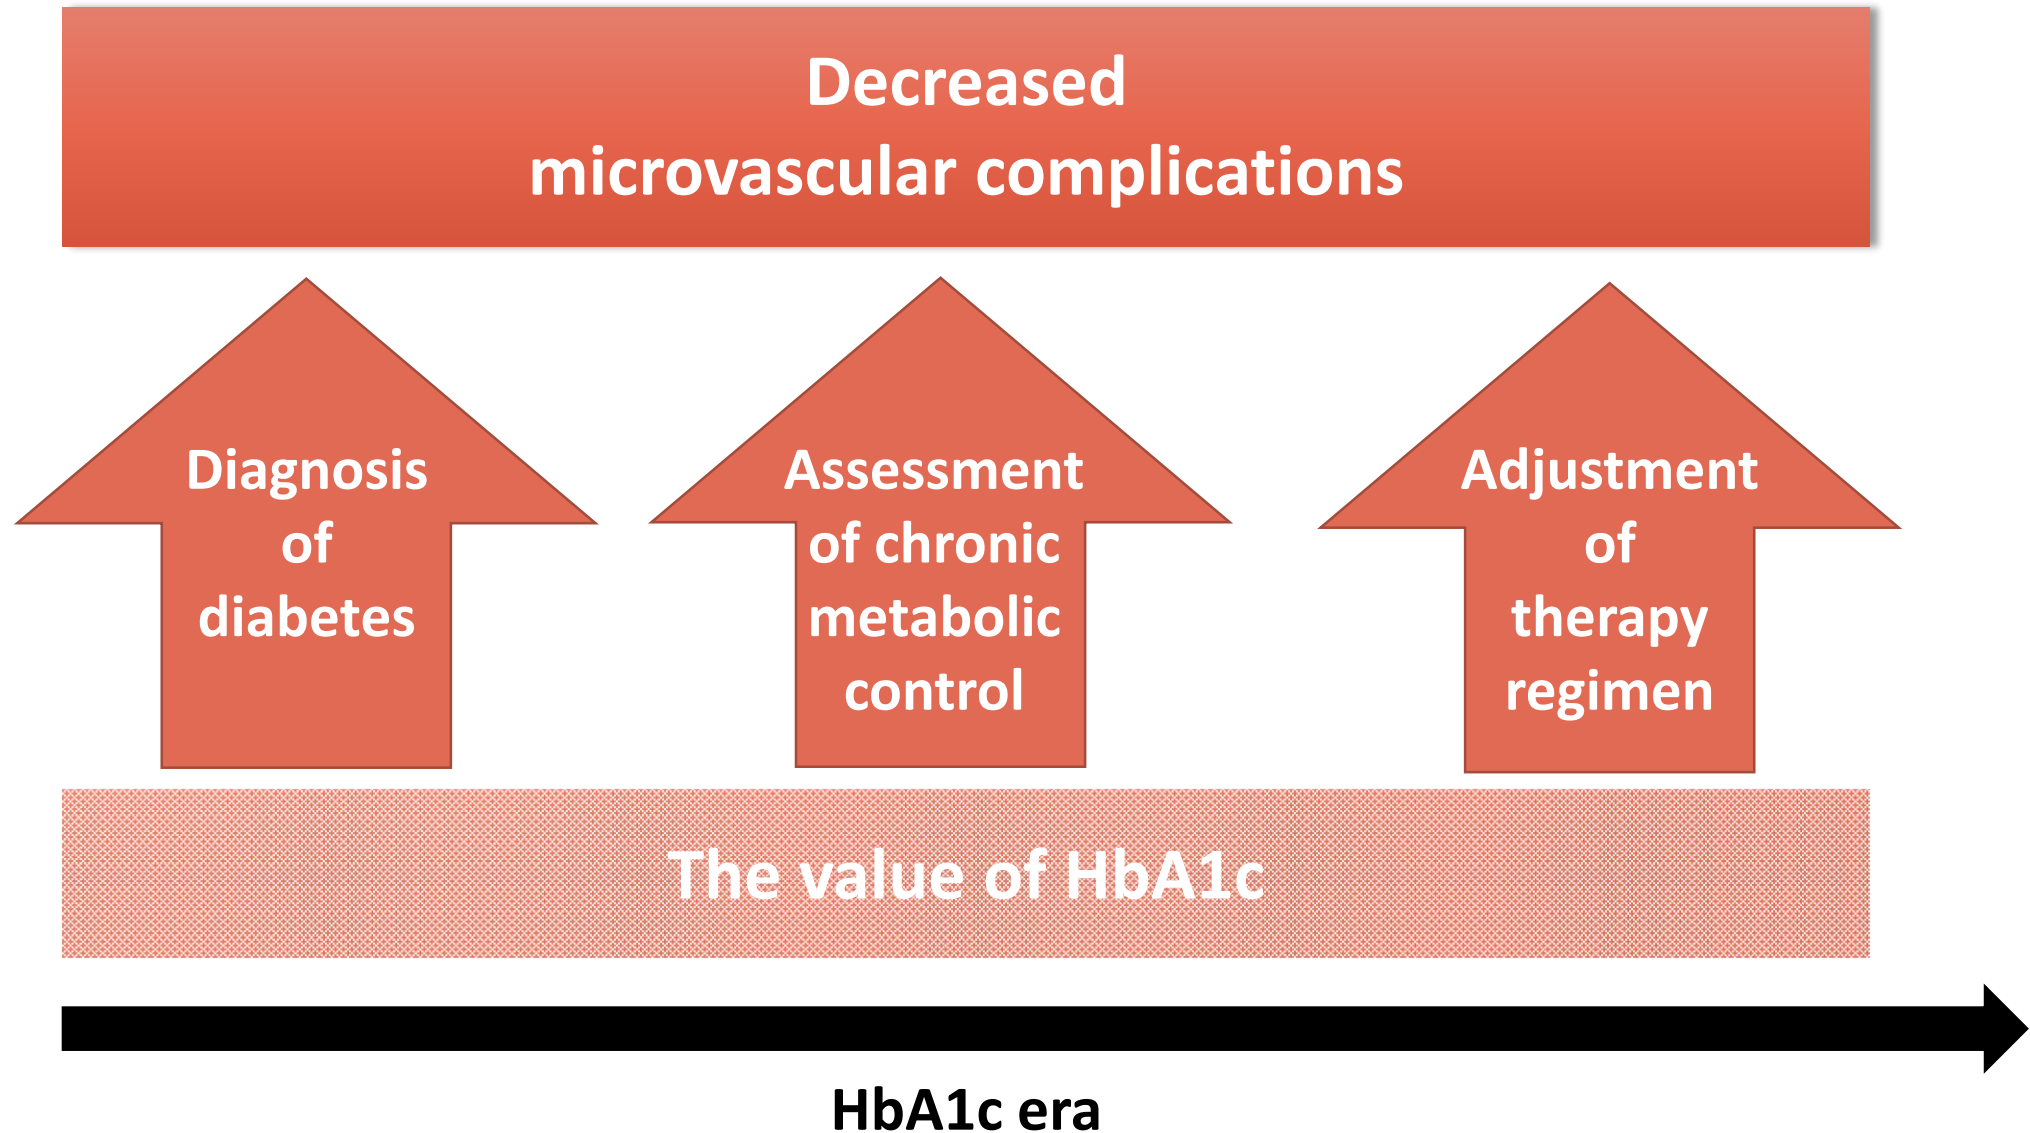 Decreased
microvascular complications
Diagnosis
of
diabetes
Assessment
of chronic
metabolic
control
Adjustment
of
therapy
regimen
The value of HbA1c
HbA1c era